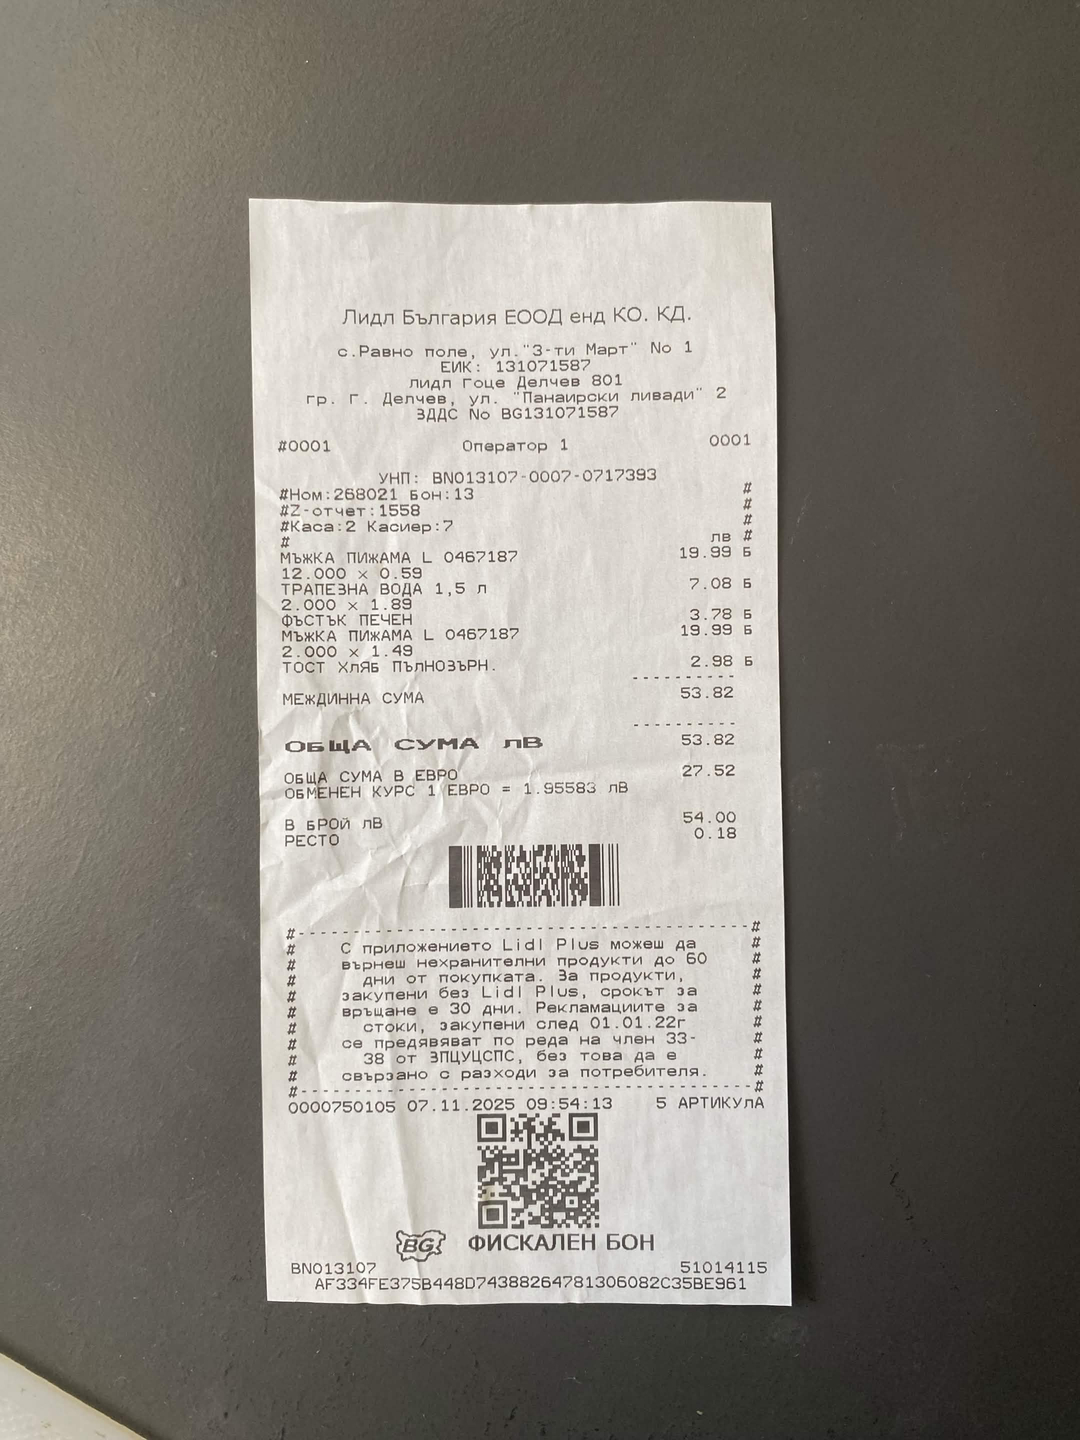 Лидл България ЕООД енд КО. КД.
с.Равно поле, ул."3-ти Март" No 1
ЕИК: 131071587
лидл Гоце Делчев 801
гр. Г. Делчев, ул. "Панаирски ливади" 2
ЗДДС No BG131071587
#0001 Оператор 1 0001
УНП: BN013107-0007-0717393
#Ном:268021 Бон:13 #
#Z-отчет:1558 #
#Каса:2 Касиер:7 #
# лв #
МЪЖКА ПИЖАМА L 0467187 19.99 Б
12.000 x 0.59
ТРАПЕЗНА ВОДА 1,5 л 7.08 Б
2.000 x 1.89
ФЪСТЪК ПЕЧЕН 3.78 Б
МЪЖКА ПИЖАМА L 0467187 19.99 Б
2.000 x 1.49
ТОСТ ХЛЯБ ПЪЛНОЗЪРН. 2.98 Б
----------
МЕЖДИННА СУМА 53.82
----------
ОБЩА СУМА ЛВ 53.82
ОБЩА СУМА В ЕВРО 27.52
ОБМЕНЕН КУРС 1 ЕВРО = 1.95583 ЛВ
В БРОЙ ЛВ 54.00
РЕСТО 0.18
#------------------------------------------#
# С приложението Lidl Plus можеш да #
# върнеш нехранителни продукти до 60 #
# дни от покупката. За продукти, #
# закупени без Lidl Plus, срокът за #
# връщане е 30 дни. Рекламациите за #
# стоки, закупени след 01.01.22г #
# се предявяват по реда на член 33- #
# 38 от ЗПЦУЦСПС, без това да е #
# свързано с разходи за потребителя. #
#------------------------------------------#
0000750105 07.11.2025 09:54:13 5 АРТИКУЛА
BG ФИСКАЛЕН БОН
BN013107 51014115
AF334FE375B448D74388264781306082C35BE961